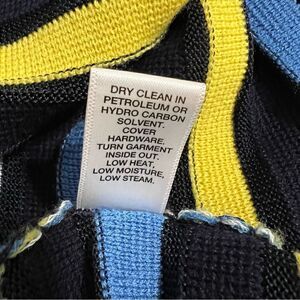 DRY CLEAN IN
PETROLEUM OR
HYDRO CARBON
SOLVENT.
COVER
HARDWARE.
TURN GARMENT
INSIDE OUT.
LOW HEAT,
LOW MOISTURE,
LOW STEAM.